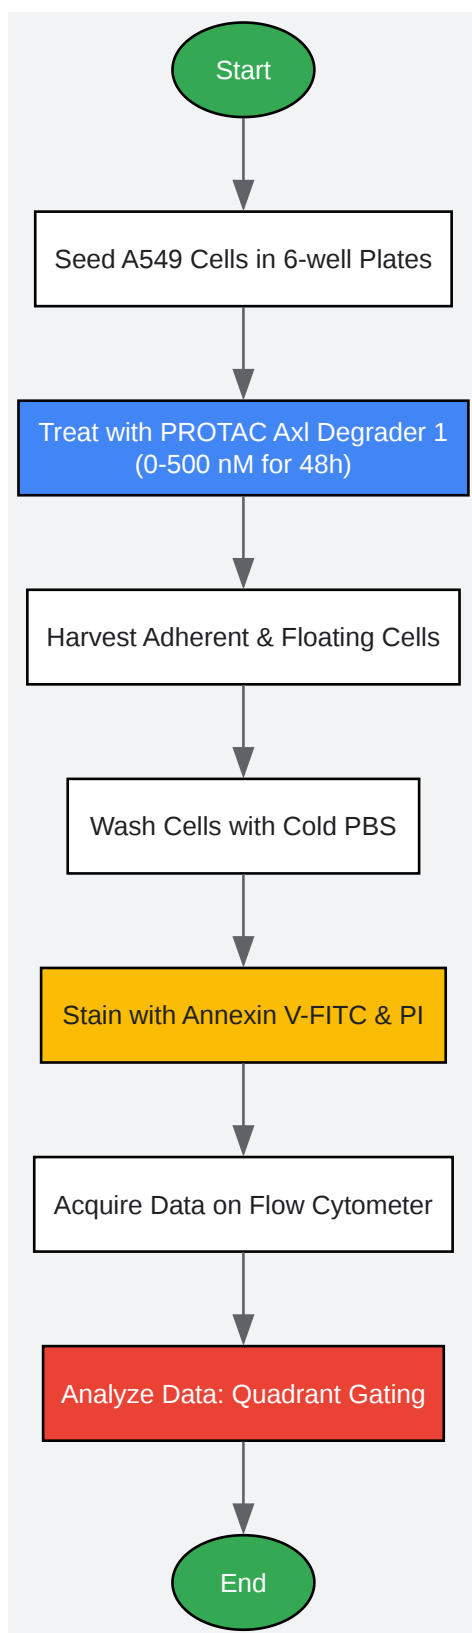 Start
Seed A549 Cells in 6-well Plates
Treat with PROTAC Axl Degrader 1
(0-500 nM for 48h)
Harvest Adherent & Floating Cells
Wash Cells with Cold PBS
Stain with Annexin V-FITC & PI
Acquire Data on Flow Cytometer
Analyze Data: Quadrant Gating
End